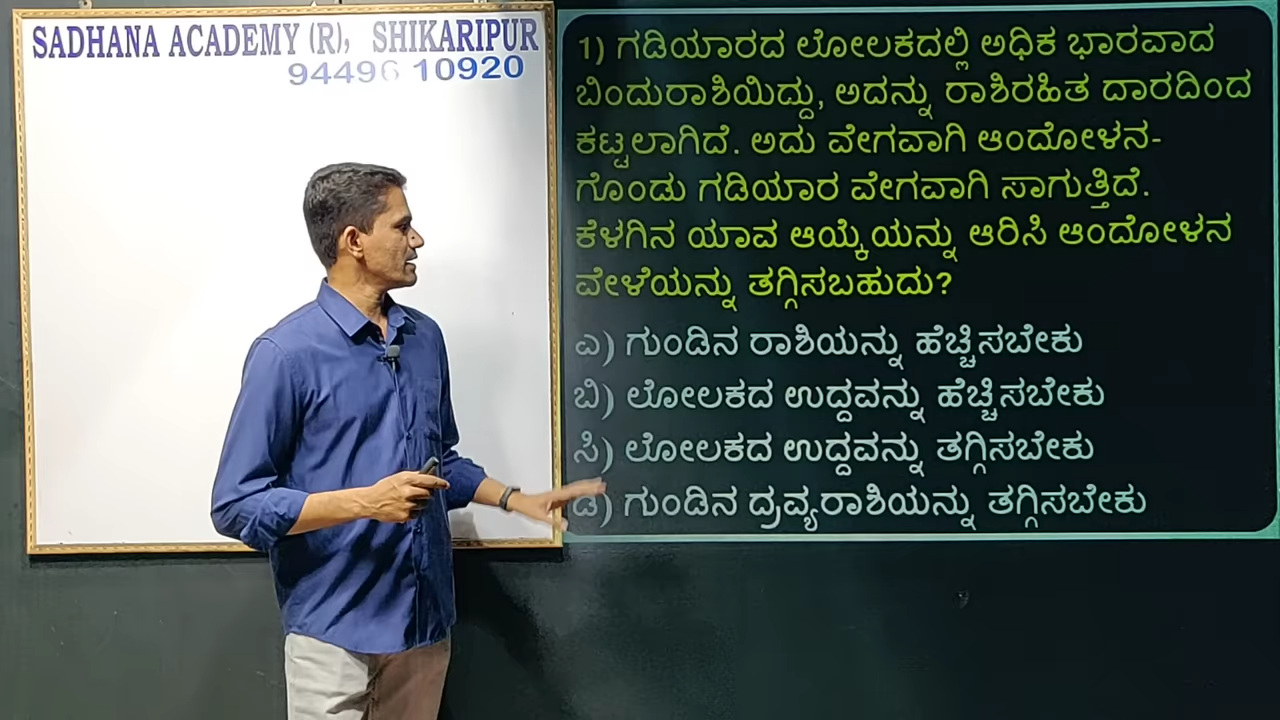 SADHANA ACADEMY (R), SHIKARIPUR
94496 10920
1) ಗಡಿಯಾರದ ಲೋಲಕದಲ್ಲಿ ಅಧಿಕ ಭಾರವಾದ
ಬಿಂದುರಾಶಿಯಿದ್ದು, ಅದನ್ನು ರಾಶಿರಹಿತ ದಾರದಿಂದ
ಕಟ್ಟಲಾಗಿದೆ. ಅದು ವೇಗವಾಗಿ ಆಂದೋಳನ-
ಗೊಂಡು ಗಡಿಯಾರ ವೇಗವಾಗಿ ಸಾಗುತ್ತಿದೆ.
ಕೆಳಗಿನ ಯಾವ ಆಯ್ಕೆಯನ್ನು ಆರಿಸಿ ಆಂದೋಳನ
ವೇಳೆಯನ್ನು ತಗ್ಗಿಸಬಹುದು?
ಎ) ಗುಂಡಿನ ರಾಶಿಯನ್ನು ಹೆಚ್ಚಿಸಬೇಕು
ಬಿ) ಲೋಲಕದ ಉದ್ದವನ್ನು ಹೆಚ್ಚಿಸಬೇಕು
ಸಿ) ಲೋಲಕದ ಉದ್ದವನ್ನು ತಗ್ಗಿಸಬೇಕು
ಡಿ) ಗುಂಡಿನ ದ್ರವ್ಯರಾಶಿಯನ್ನು ತಗ್ಗಿಸಬೇಕು